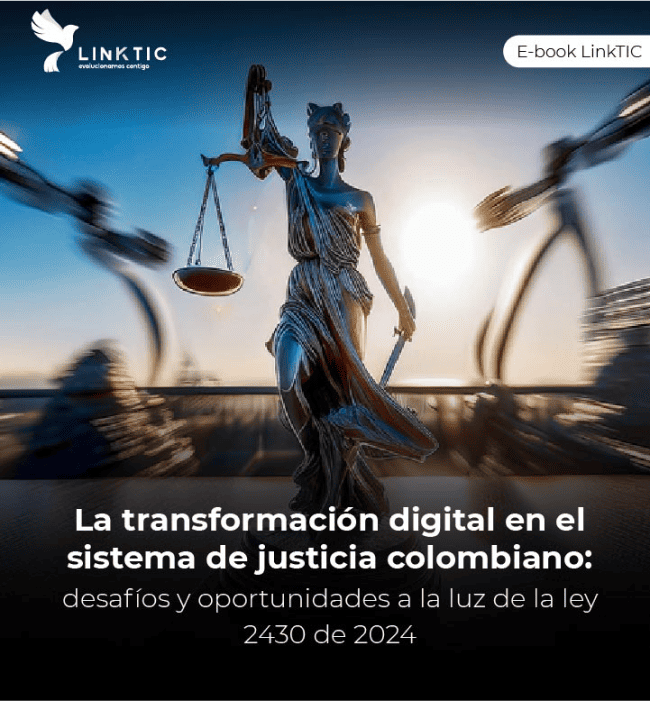 LINKTIC
evolucionamos contigo
E-book LinkTIC
La transformación digital en el
sistema de justicia colombiano:
desafíos y oportunidades a la luz de la ley
2430 de 2024